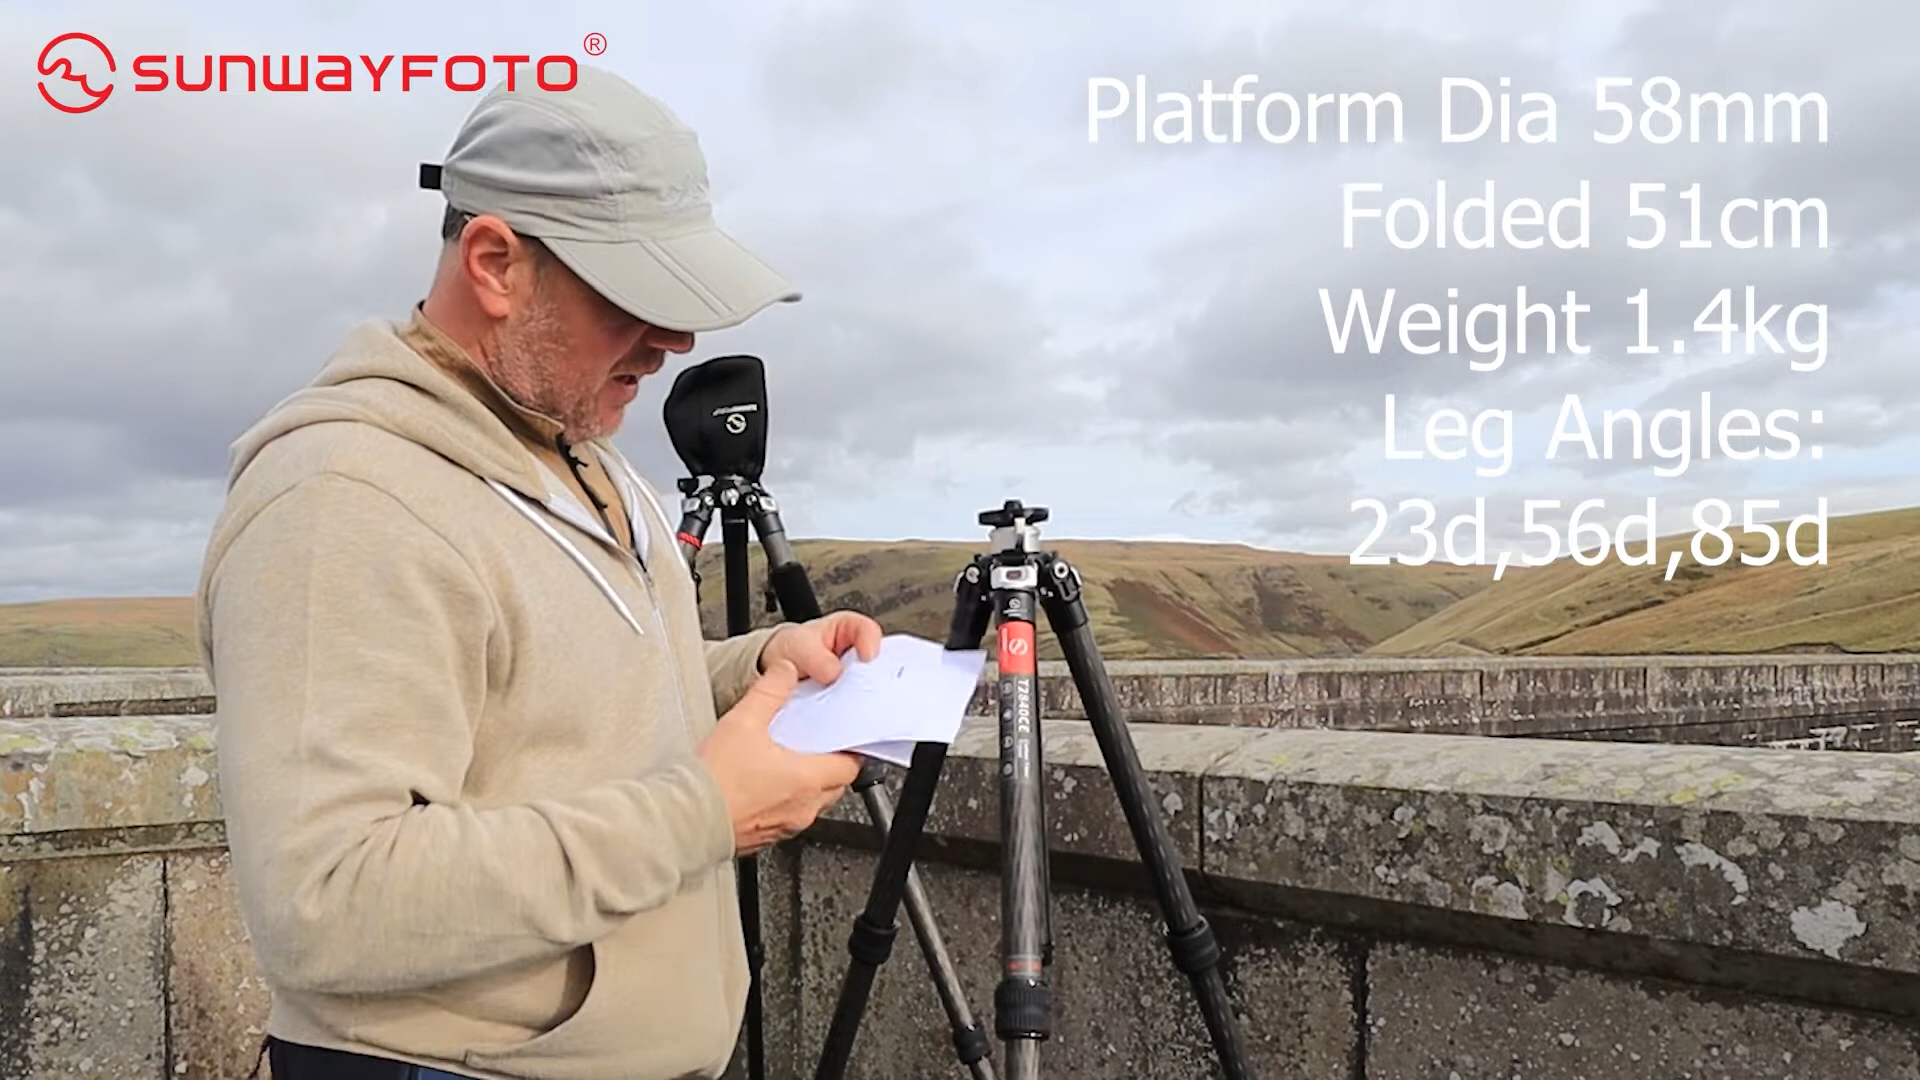 SUNWAYFOTO®
Platform Dia 58mm
Folded 51cm
Weight 1.4kg
Leg Angles:
23d,56d,85d
T2840CE